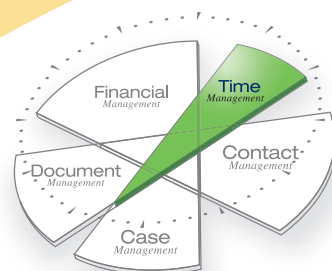 Financial
Management
Time
Management
Contact
Management
Document
Management
Case
Management